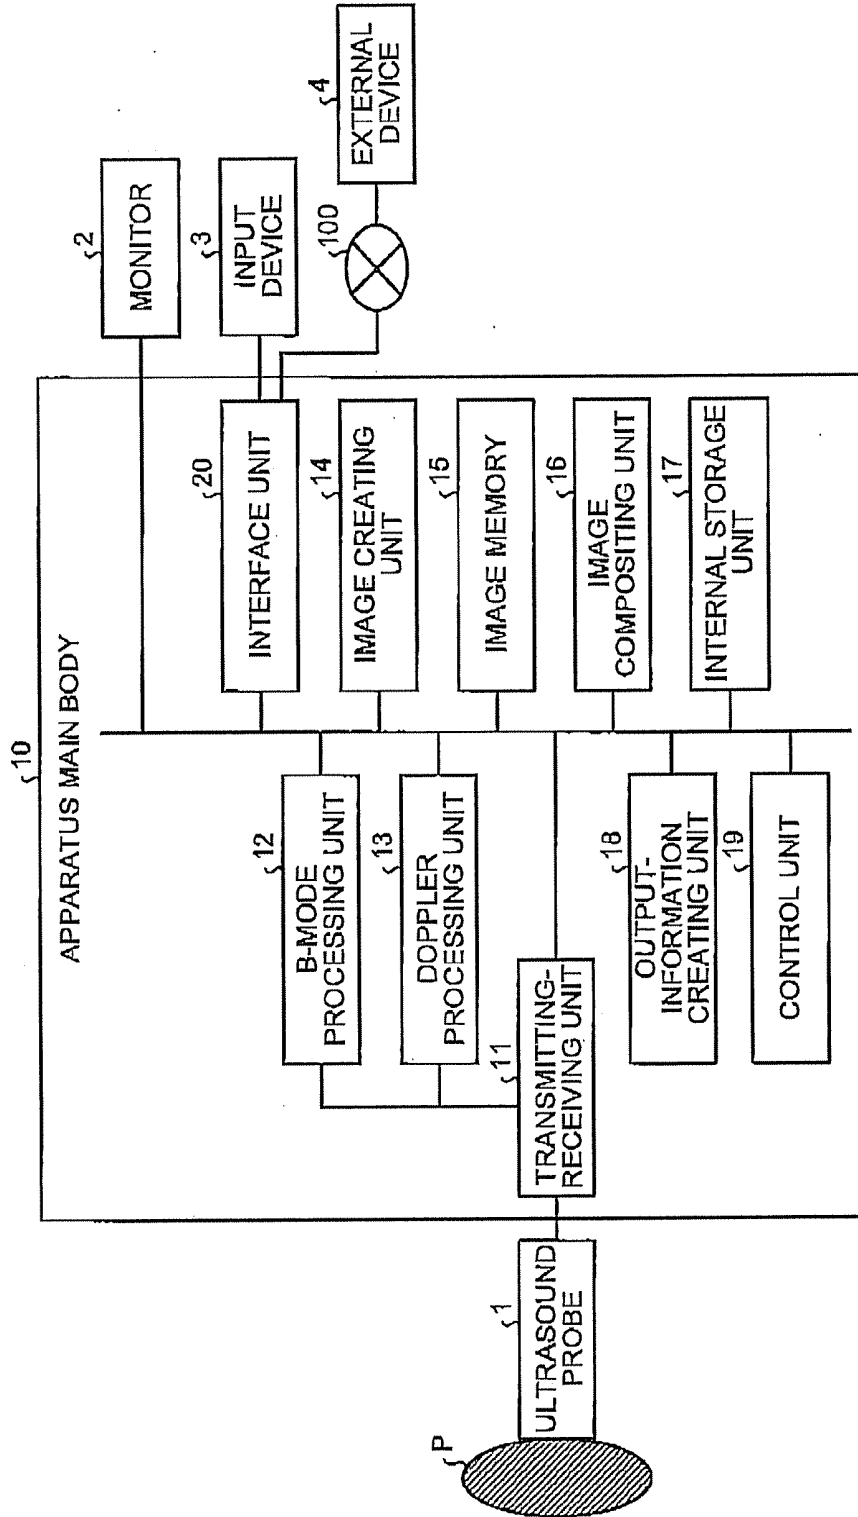 10
APPARATUS MAIN BODY
P
1
ULTRASOUND
PROBE
11
TRANSMITTING-
RECEIVING UNIT
12
B-MODE
PROCESSING UNIT
13
DOPPLER
PROCESSING UNIT
18
OUTPUT-
INFORMATION
CREATING UNIT
19
CONTROL UNIT
20
INTERFACE UNIT
14
IMAGE CREATING
UNIT
15
IMAGE MEMORY
16
IMAGE
COMPOSITING UNIT
17
INTERNAL STORAGE
UNIT
2
MONITOR
3
INPUT
DEVICE
100
4
EXTERNAL
DEVICE